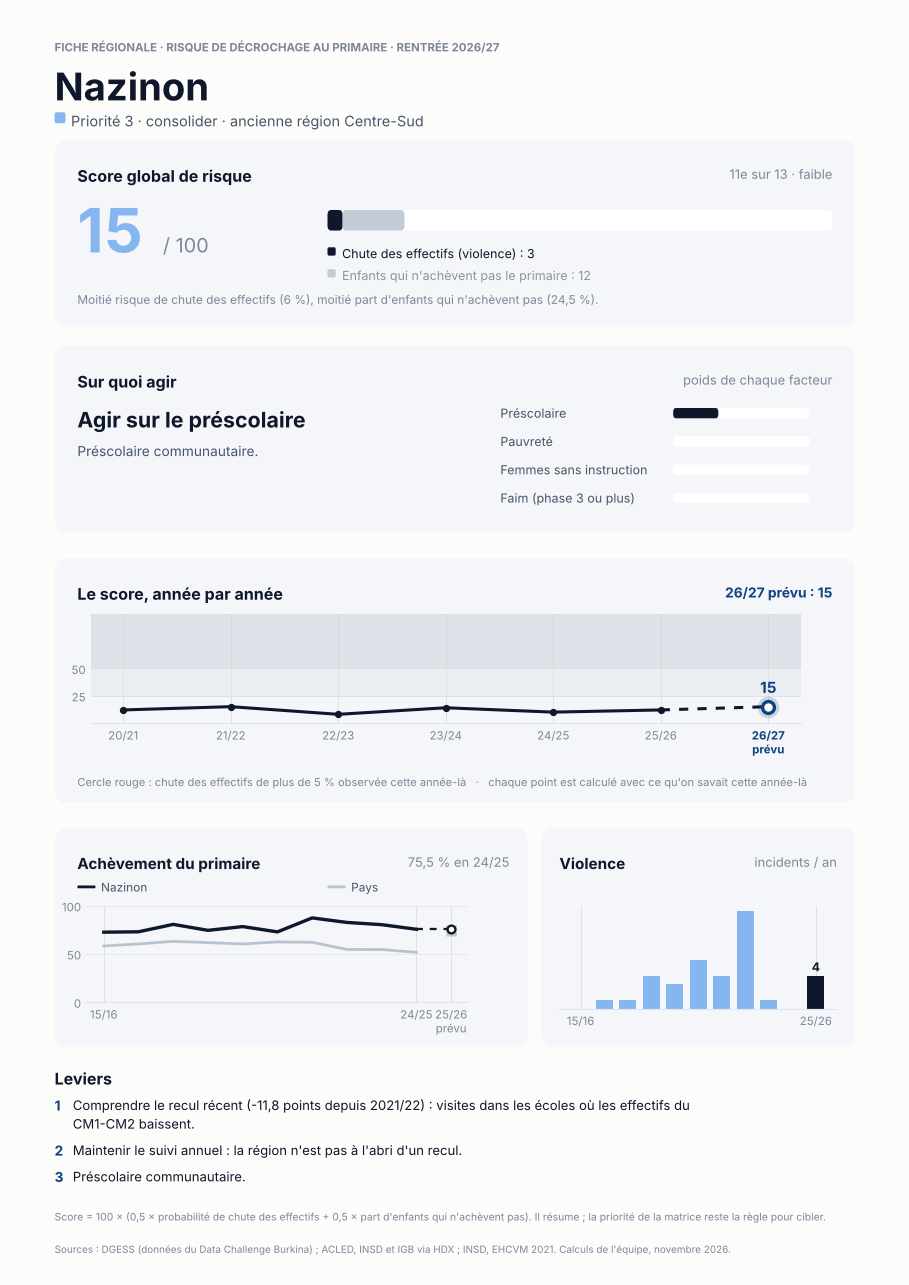 FICHE RÉGIONALE · RISQUE DE DÉCROCHAGE AU PRIMAIRE · RENTRÉE 2026/27
Nazinon
Priorité 3 · consolider · ancienne région Centre-Sud
Score global de risque
11e sur 13 · faible
15 / 100
Chute des effectifs (violence) : 3
Enfants qui n'achèvent pas le primaire : 12
Moitié risque de chute des effectifs (6 %), moitié part d'enfants qui n'achèvent pas (24,5 %).
Sur quoi agir
poids de chaque facteur
Agir sur le préscolaire
Préscolaire communautaire.
Préscolaire
Pauvreté
Femmes sans instruction
Faim (phase 3 ou plus)
Le score, année par année
26/27 prévu : 15
50
25
15
20/21 21/22 22/23 23/24 24/25 25/26 26/27
prévu
Cercle rouge : chute des effectifs de plus de 5 % observée cette année-là · chaque point est calculé avec ce qu'on savait cette année-là
Achèvement du primaire
75,5 % en 24/25
Nazinon Pays
100
50
0
15/16 24/25 25/26
prévu
Violence
incidents / an
4
15/16 25/26
Leviers
1 Comprendre le recul récent (-11,8 points depuis 2021/22) : visites dans les écoles où les effectifs du
CM1-CM2 baissent.
2 Maintenir le suivi annuel : la région n'est pas à l'abri d'un recul.
3 Préscolaire communautaire.
Score = 100 × (0,5 × probabilité de chute des effectifs + 0,5 × part d'enfants qui n'achèvent pas). Il résume ; la priorité de la matrice reste la règle pour cibler.
Sources : DGESS (données du Data Challenge Burkina) ; ACLED, INSD et IGB via HDX ; INSD, EHCVM 2021. Calculs de l'équipe, novembre 2026.